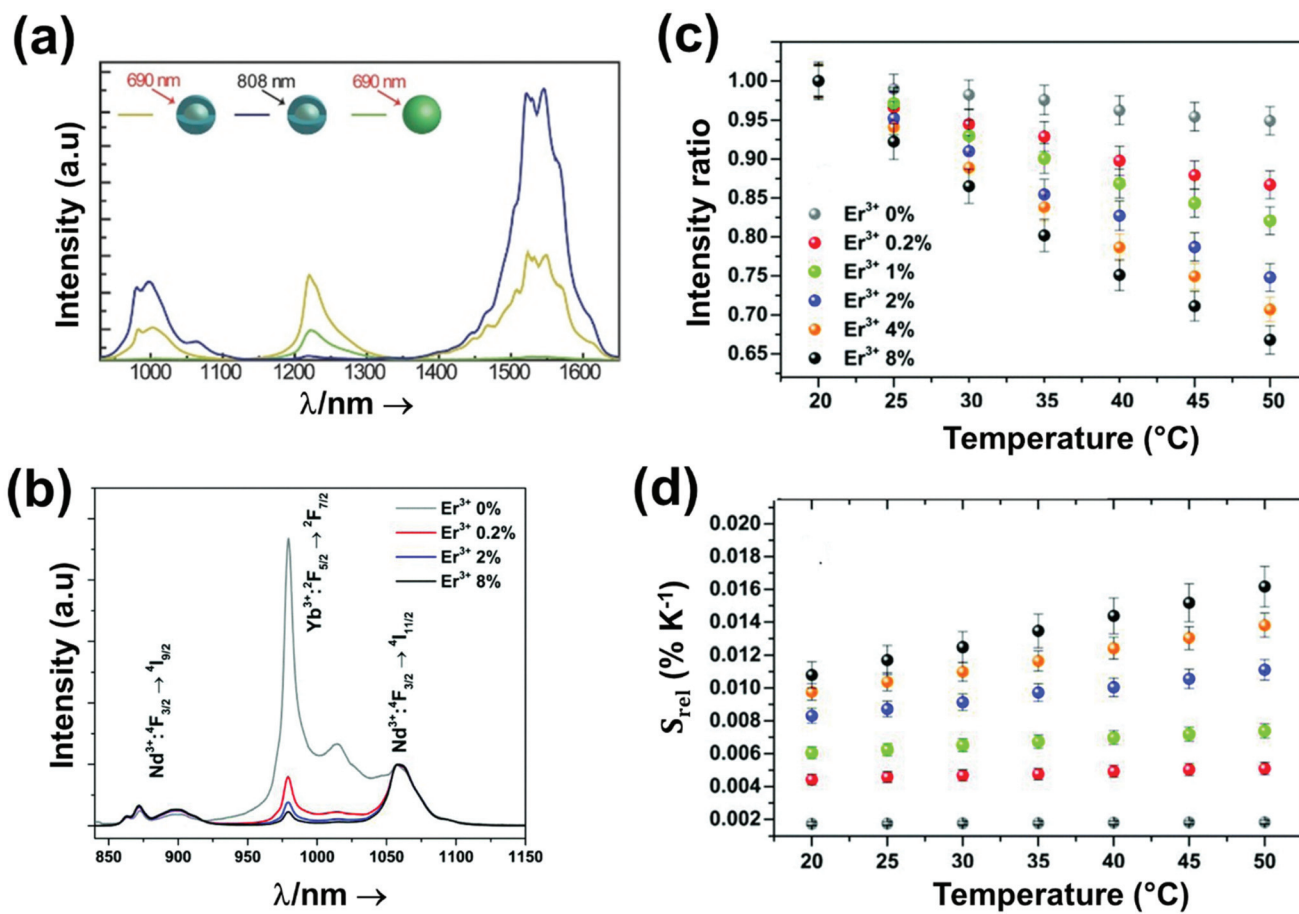 (a)
690 nm
808 nm
690 nm
Intensity (a.u)
1000 1100 1200 1300 1400 1500 1600
λ/nm →
(b)
Intensity (a.u)
Nd³⁺:⁴F₃/₂ → ⁴I₉/₂
Yb³⁺:²F₅/₂ → ²F₇/₂
Nd³⁺:⁴F₃/₂ → ⁴I₁₁/₂
Er³⁺ 0%
Er³⁺ 0.2%
Er³⁺ 2%
Er³⁺ 8%
850 900 950 1000 1050 1100 1150
λ/nm →
(c)
Intensity ratio
1.00
0.95
0.90
0.85
0.80
0.75
0.70
0.65
Er³⁺ 0%
Er³⁺ 0.2%
Er³⁺ 1%
Er³⁺ 2%
Er³⁺ 4%
Er³⁺ 8%
20 25 30 35 40 45 50
Temperature (°C)
(d)
Sᵣₑₗ (% K⁻¹)
0.020
0.018
0.016
0.014
0.012
0.010
0.008
0.006
0.004
0.002
20 25 30 35 40 45 50
Temperature (°C)